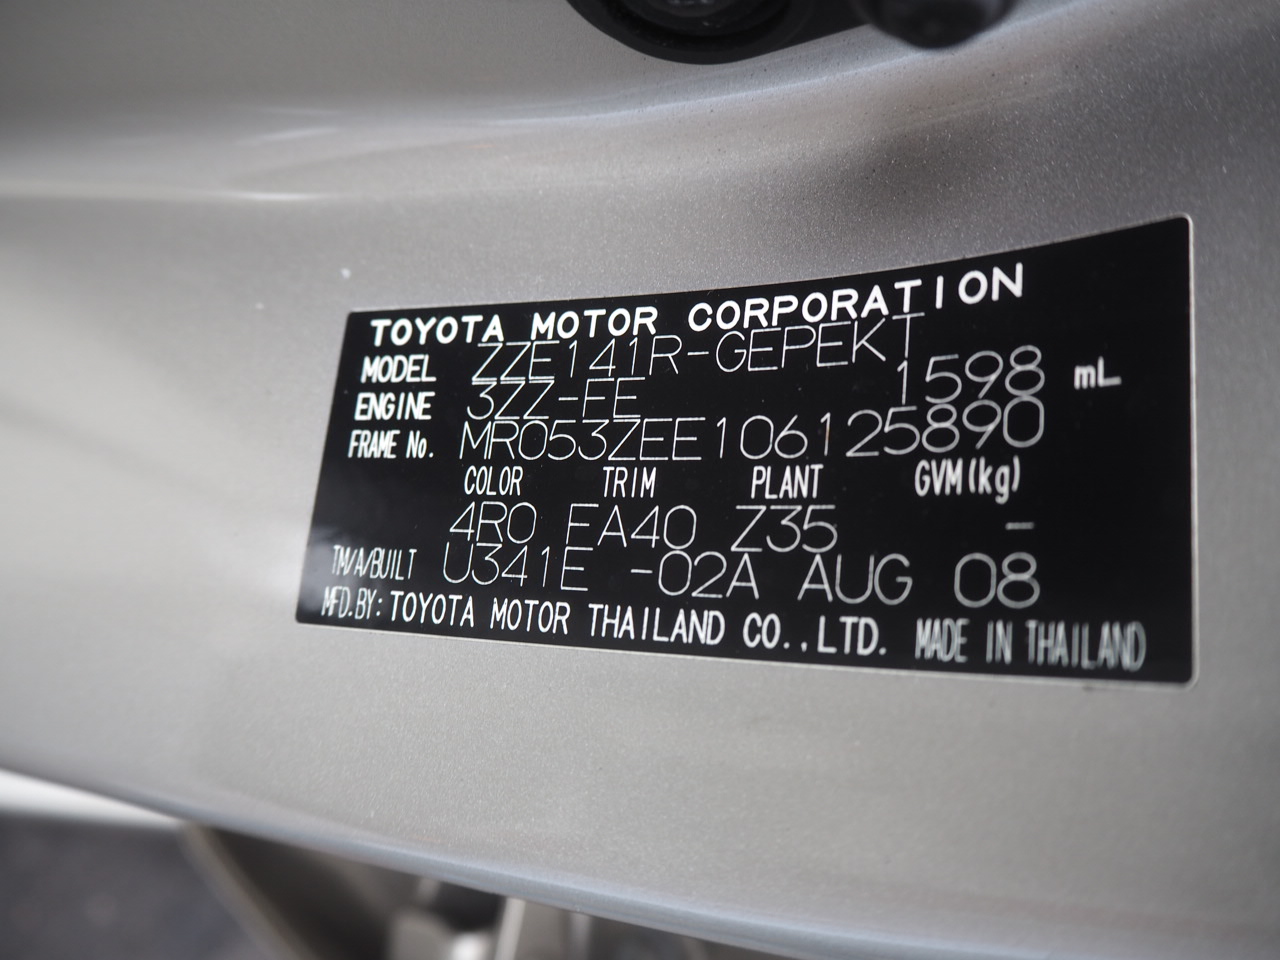 TOYOTA MOTOR CORPORATION
MODEL ZZE141R-GEPEKT
ENGINE 3ZZ-FE 1598 mL
FRAME No. MR053ZEE106125890
COLOR TRIM PLANT GVM(kg)
4R0 FA40 Z35 –
TM/A/BUILT U341E -02A AUG 08
MFD.BY: TOYOTA MOTOR THAILAND CO.,LTD. MADE IN THAILAND